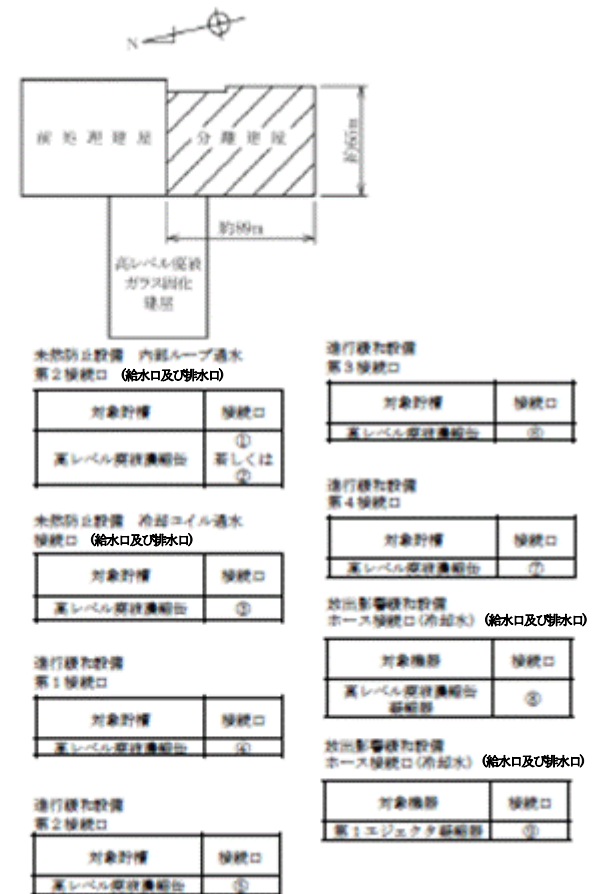 N
前処理建屋
分離建屋
約65m
約89m
高レベル廃液
ガラス固化
建屋
未然防止設備 内部ループ通水
第2接続口 (給水口及び排水口)
対象貯槽 接続口
高レベル廃液濃縮缶 ① 若しくは ②
未然防止設備 冷却コイル通水
接続口 (給水口及び排水口)
対象貯槽 接続口
高レベル廃液濃縮缶 ③
進行緩和設備
第1接続口
対象貯槽 接続口
高レベル廃液濃縮缶 ④
進行緩和設備
第2接続口
対象貯槽 接続口
高レベル廃液濃縮缶 ⑤
進行緩和設備
第3接続口
対象貯槽 接続口
高レベル廃液濃縮缶 ⑥
進行緩和設備
第4接続口
対象貯槽 接続口
高レベル廃液濃縮缶 ⑦
放出影響緩和設備
ホース接続口(冷却水) (給水口及び排水口)
対象機器 接続口
高レベル廃液濃縮缶
凝縮器 ⑧
放出影響緩和設備
ホース接続口(冷却水) (給水口及び排水口)
対象機器 接続口
第1エジェクタ凝縮器 ⑨